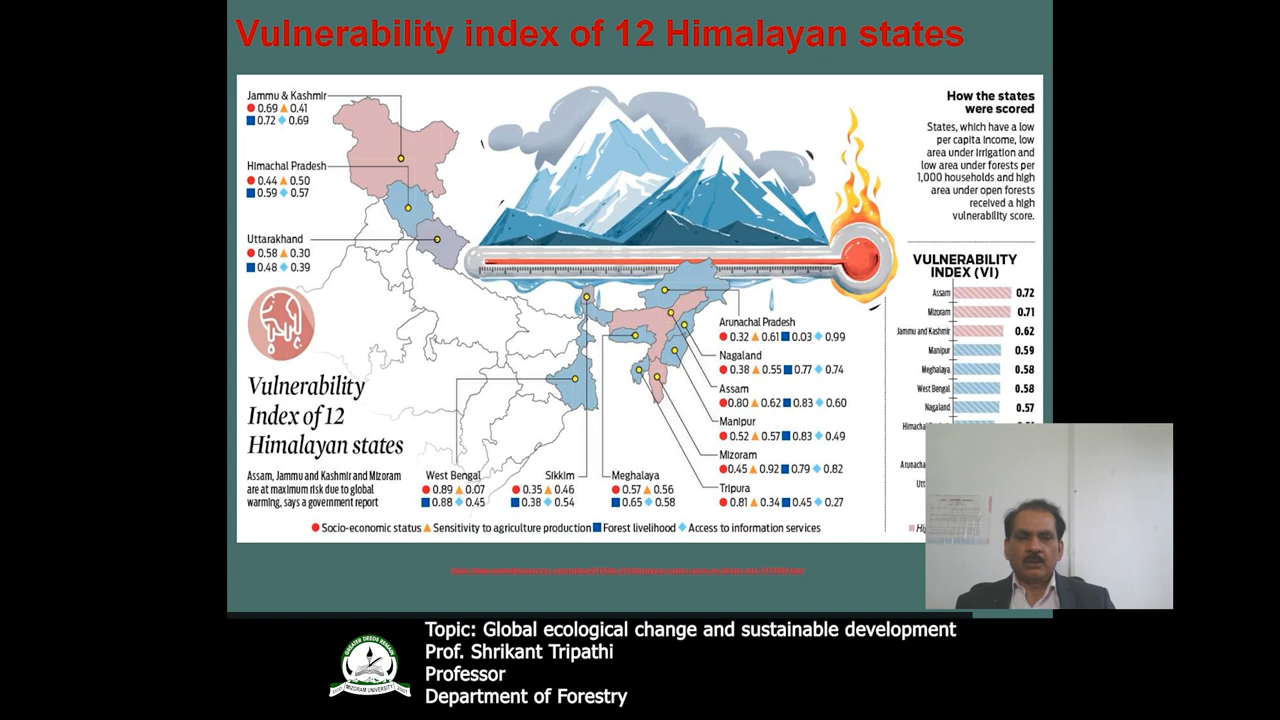 Vulnerability index of 12 Himalayan states
Jammu & Kashmir
0.69 0.41
0.72 0.69
Himachal Pradesh
0.44 0.50
0.59 0.57
Uttarakhand
0.58 0.30
0.48 0.39
Vulnerability
Index of 12
Himalayan states
Assam, Jammu and Kashmir and Mizoram
are at maximum risk due to global
warming, says a government report
West Bengal
0.89 0.07
0.88 0.45
Sikkim
0.35 0.46
0.38 0.54
Meghalaya
0.57 0.56
0.65 0.58
Arunachal Pradesh
0.32 0.61 0.03 0.99
Nagaland
0.38 0.55 0.77 0.74
Assam
0.80 0.62 0.83 0.60
Manipur
0.52 0.57 0.83 0.49
Mizoram
0.45 0.92 0.79 0.82
Tripura
0.81 0.34 0.45 0.27
Socio-economic status Sensitivity to agriculture production Forest livelihood Access to information services
How the states
were scored
States, which have a low
per capita income, low
area under irrigation and
low area under forests per
1,000 households and high
area under open forests
received a high
vulnerability score.
VULNERABILITY
INDEX (VI)
Assam 0.72
Mizoram 0.71
Jammu and Kashmir 0.62
Manipur 0.59
Meghalaya 0.58
West Bengal 0.58
Nagaland 0.57
Topic: Global ecological change and sustainable development
Prof. Shrikant Tripathi
Professor
Department of Forestry
GREATER DEEDS REMAIN
MIZORAM UNIVERSITY